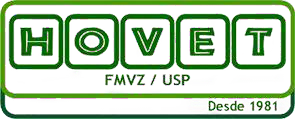 HOVET
FMVZ / USP
Desde 1981